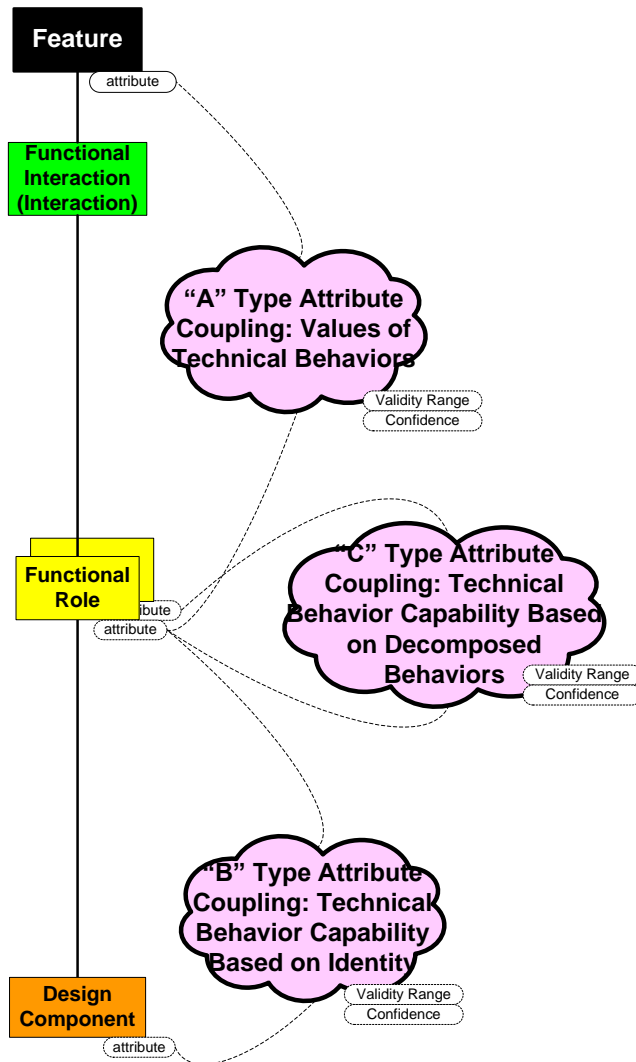 Feature
attribute
Functional
Interaction
(Interaction)
“A” Type Attribute
Coupling: Values of
Technical Behaviors
Validity Range
Confidence
“C” Type Attribute
Coupling: Technical
Behavior Capability Based
on Decomposed
Behaviors
Validity Range
Confidence
Functional
Role
ibute
attribute
“B” Type Attribute
Coupling: Technical
Behavior Capability
Based on Identity
Validity Range
Confidence
Design
Component
attribute